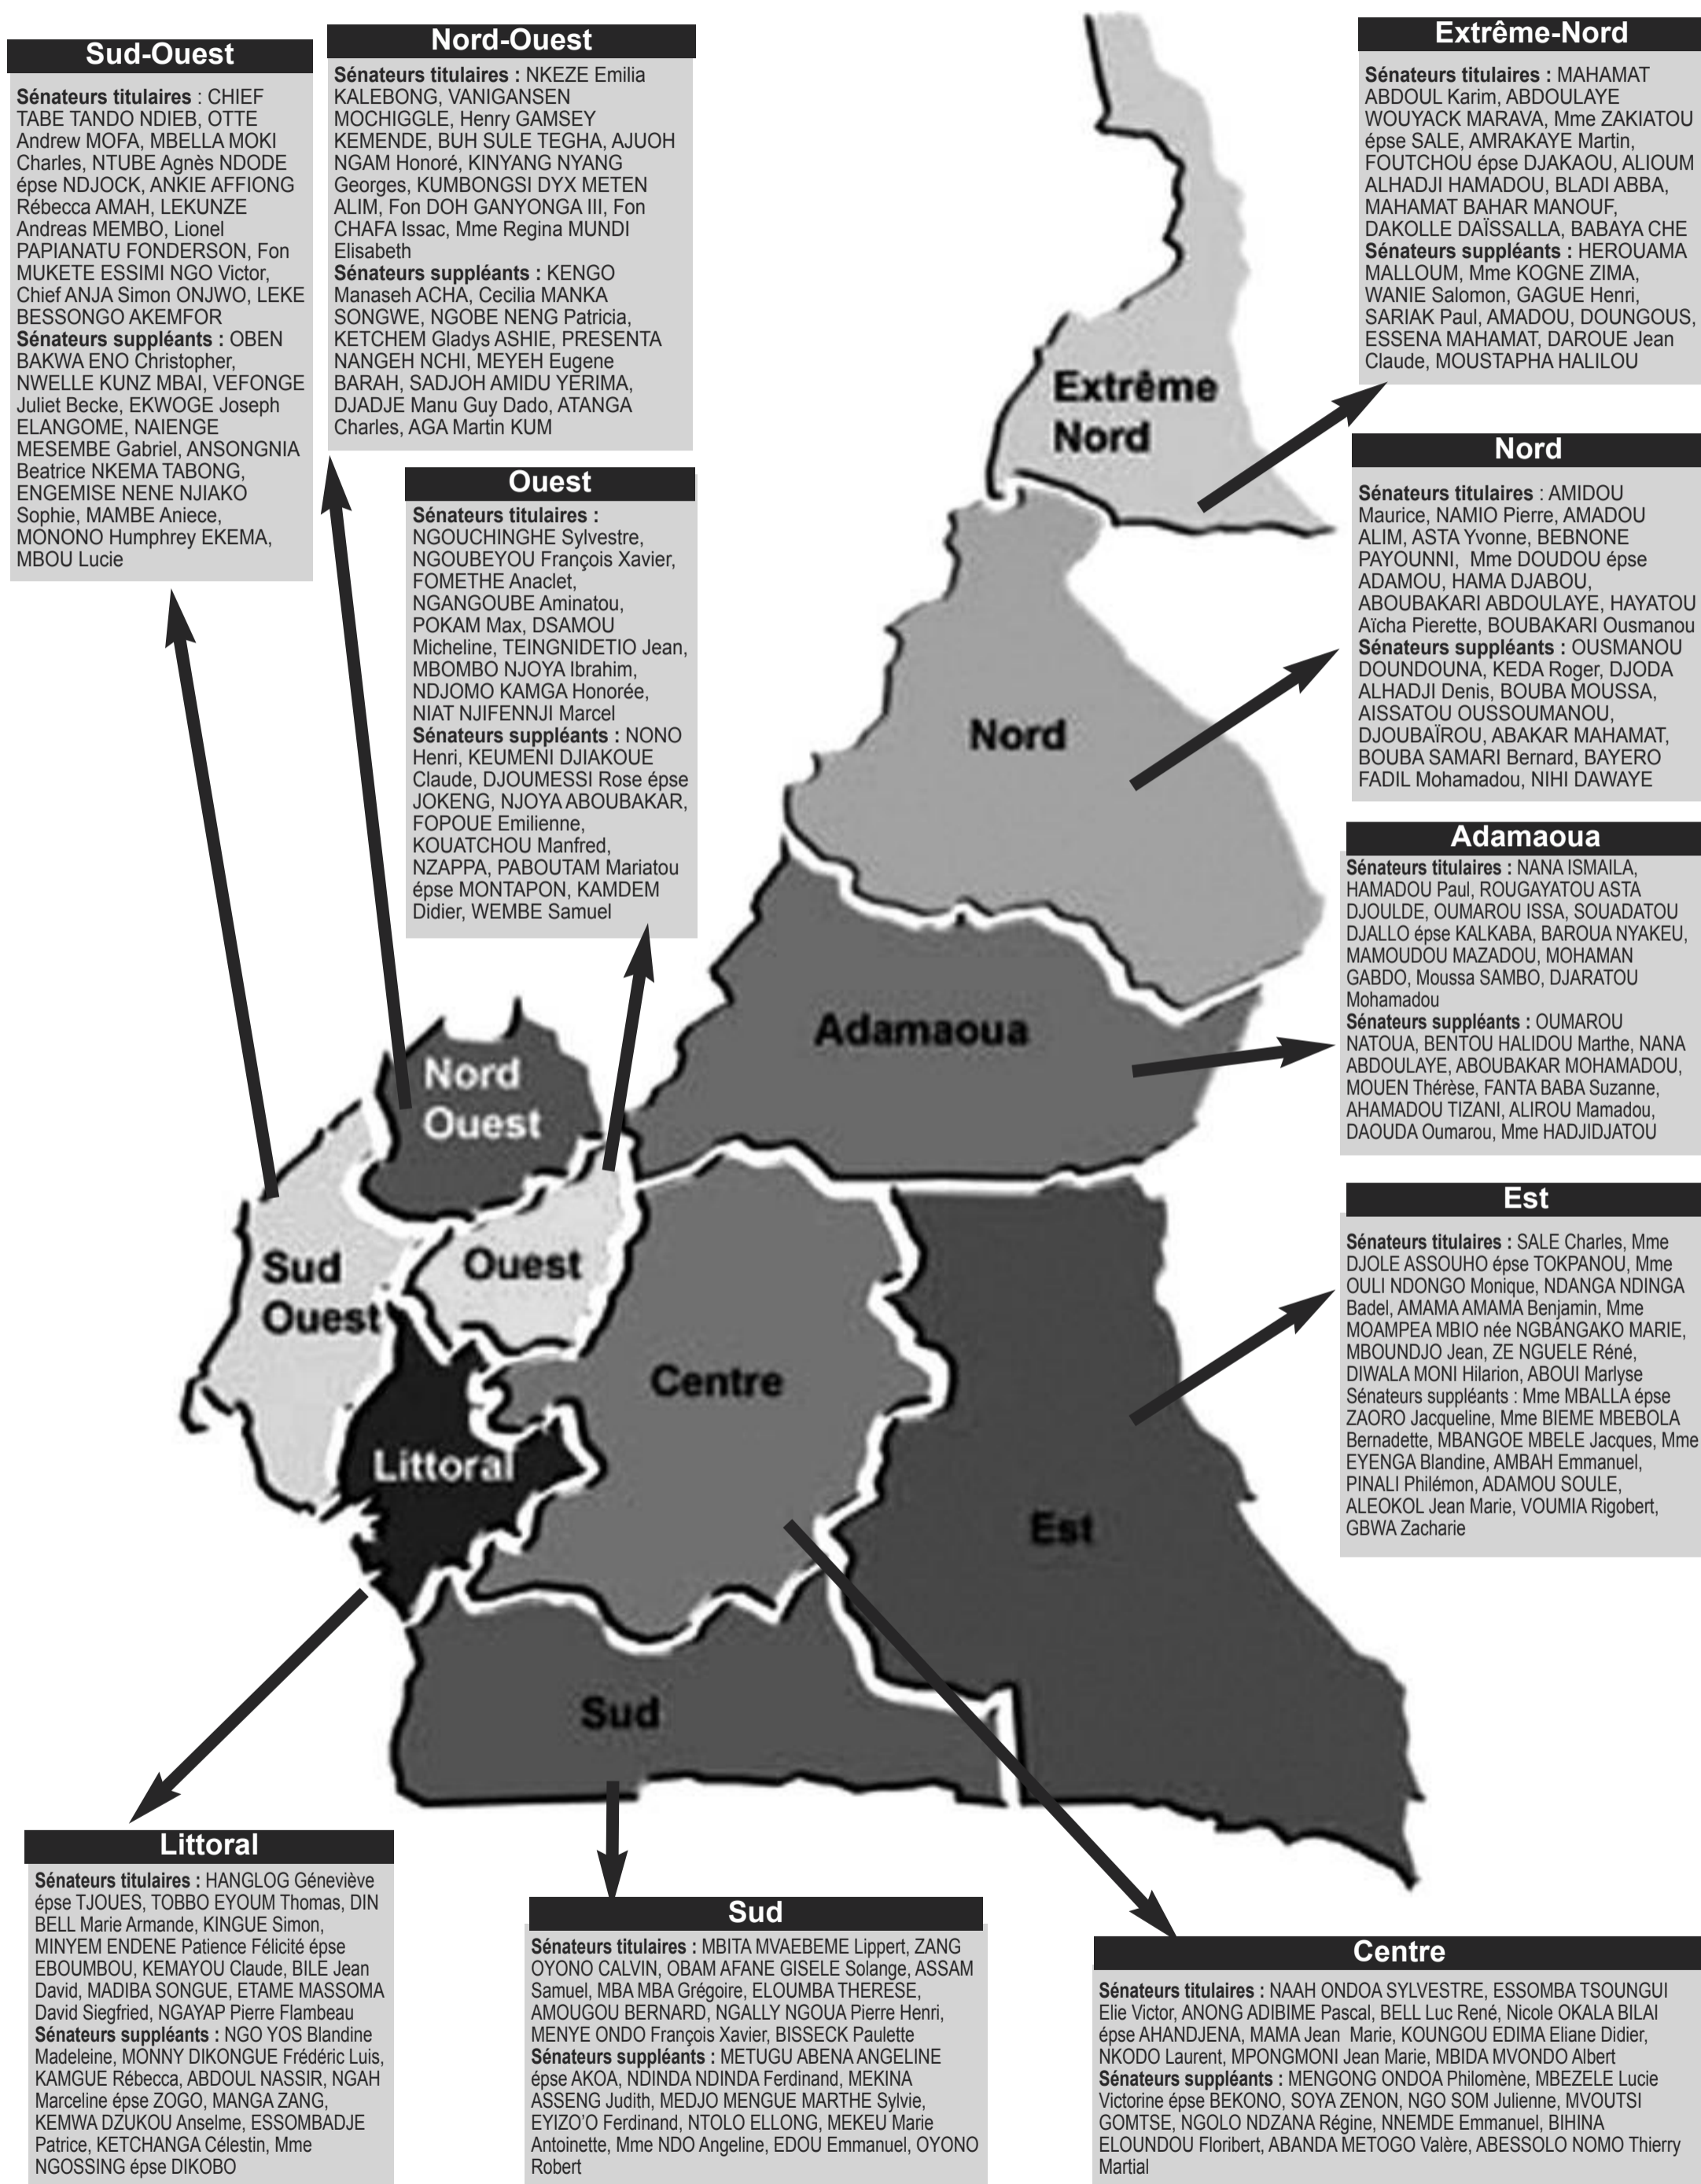 Sud-Ouest
Sénateurs titulaires : CHIEF
TABE TANDO NDIEB, OTTE
Andrew MOFA, MBELLA MOKI
Charles, NTUBE Agnès NDODE
épse NDJOCK, ANKIE AFFIONG
Rébecca AMAH, LEKUNZE
Andreas MEMBO, Lionel
PAPIANATU FONDERSON, Fon
MUKETE ESSIMI NGO Victor,
Chief ANJA Simon ONJWO, LEKE
BESSONGO AKEMFOR
Sénateurs suppléants : OBEN
BAKWA ENO Christopher,
NWELLE KUNZ MBAI, VEFONGE
Juliet Becke, EKWOGE Joseph
ELANGOME, NAIENGE
MESEMBE Gabriel, ANSONGNIA
Beatrice NKEMA TABONG,
ENGEMISE NENE NJIAKO
Sophie, MAMBE Aniece,
MONONO Humphrey EKEMA,
MBOU Lucie
Nord-Ouest
Sénateurs titulaires : NKEZE Emilia
KALEBONG, VANIGANSEN
MOCHIGGLE, Henry GAMSEY
KEMENDE, BUH SULE TEGHA, AJUOH
NGAM Honoré, KINYANG NYANG
Georges, KUMBONGSI DYX METEN
ALIM, Fon DOH GANYONGA III, Fon
CHAFA Issac, Mme Regina MUNDI
Elisabeth
Sénateurs suppléants : KENGO
Manaseh ACHA, Cecilia MANKA
SONGWE, NGOBE NENG Patricia,
KETCHEM Gladys ASHIE, PRESENTA
NANGEH NCHI, MEYEH Eugene
BARAH, SADJOH AMIDU YERIMA,
DJADJE Manu Guy Dado, ATANGA
Charles, AGA Martin KUM
Ouest
Sénateurs titulaires :
NGOUCHINGHE Sylvestre,
NGOUBEYOU François Xavier,
FOMETHE Anaclet,
NGANGOUBE Aminatou,
POKAM Max, DSAMOU
Micheline, TEINGNIDETIO Jean,
MBOMBO NJOYA Ibrahim,
NDJOMO KAMGA Honorée,
NIAT NJIFENNJI Marcel
Sénateurs suppléants : NONO
Henri, KEUMENI DJIAKOUE
Claude, DJOUMESSI Rose épse
JOKENG, NJOYA ABOUBAKAR,
FOPOUE Emilienne,
KOUATCHOU Manfred,
NZAPPA, PABOUTAM Mariatou
épse MONTAPON, KAMDEM
Didier, WEMBE Samuel
Extrême-Nord
Sénateurs titulaires : MAHAMAT
ABDOUL Karim, ABDOULAYE
WOUYACK MARAVA, Mme ZAKIATOU
épse SALE, AMRAKAYE Martin,
FOUTCHOU épse DJAKAOU, ALIOUM
ALHADJI HAMADOU, BLADI ABBA,
MAHAMAT BAHAR MANOUF,
DAKOLLE DAÏSSALLA, BABAYA CHE
Sénateurs suppléants : HEROUAMA
MALLOUM, Mme KOGNE ZIMA,
WANIE Salomon, GAGUE Henri,
SARIAK Paul, AMADOU, DOUNGOUS,
ESSENA MAHAMAT, DAROUE Jean
Claude, MOUSTAPHA HALILOU
Nord
Sénateurs titulaires : AMIDOU
Maurice, NAMIO Pierre, AMADOU
ALIM, ASTA Yvonne, BEBNONE
PAYOUNNI, Mme DOUDOU épse
ADAMOU, HAMA DJABOU,
ABOUBAKARI ABDOULAYE, HAYATOU
Aïcha Pierette, BOUBAKARI Ousmanou
Sénateurs suppléants : OUSMANOU
DOUNDOUNA, KEDA Roger, DJODA
ALHADJI Denis, BOUBA MOUSSA,
AISSATOU OUSSOUMANOU,
DJOUBAÏROU, ABAKAR MAHAMAT,
BOUBA SAMARI Bernard, BAYERO
FADIL Mohamadou, NIHI DAWAYE
Adamaoua
Sénateurs titulaires : NANA ISMAILA,
HAMADOU Paul, ROUGAYATOU ASTA
DJOULDE, OUMAROU ISSA, SOUADATOU
DJALLO épse KALKABA, BAROUA NYAKEU,
MAMOUDOU MAZADOU, MOHAMAN
GABDO, Moussa SAMBO, DJARATOU
Mohamadou
Sénateurs suppléants : OUMAROU
NATOUA, BENTOU HALIDOU Marthe, NANA
ABDOULAYE, ABOUBAKAR MOHAMADOU,
MOUEN Thérèse, FANTA BABA Suzanne,
AHAMADOU TIZANI, ALIROU Mamadou,
DAOUDA Oumarou, Mme HADJIDJATOU
Est
Sénateurs titulaires : SALE Charles, Mme
DJOLE ASSOUHO épse TOKPANOU, Mme
OULI NDONGO Monique, NDANGA NDINGA
Badel, AMAMA AMAMA Benjamin, Mme
MOAMPEA MBIO née NGBANGAKO MARIE,
MBOUNDJO Jean, ZE NGUELE Réné,
DIWALA MONI Hilarion, ABOUI Marlyse
Sénateurs suppléants : Mme MBALLA épse
ZAORO Jacqueline, Mme BIEME MBEBOLA
Bernadette, MBANGOE MBELE Jacques, Mme
EYENGA Blandine, AMBAH Emmanuel,
PINALI Philémon, ADAMOU SOULE,
ALEOKOL Jean Marie, VOUMIA Rigobert,
GBWA Zacharie
Extrême
Nord
Nord
Adamaoua
Nord
Ouest
Sud
Ouest
Ouest
Centre
Littoral
Est
Sud
Littoral
Sénateurs titulaires : HANGLOG Géneviève
épse TJOUES, TOBBO EYOUM Thomas, DIN
BELL Marie Armande, KINGUE Simon,
MINYEM ENDENE Patience Félicité épse
EBOUMBOU, KEMAYOU Claude, BILE Jean
David, MADIBA SONGUE, ETAME MASSOMA
David Siegfried, NGAYAP Pierre Flambeau
Sénateurs suppléants : NGO YOS Blandine
Madeleine, MONNY DIKONGUE Frédéric Luis,
KAMGUE Rébecca, ABDOUL NASSIR, NGAH
Marceline épse ZOGO, MANGA ZANG,
KEMWA DZUKOU Anselme, ESSOMBADJE
Patrice, KETCHANGA Célestin, Mme
NGOSSING épse DIKOBO
Sud
Sénateurs titulaires : MBITA MVAEBEME Lippert, ZANG
OYONO CALVIN, OBAM AFANE GISELE Solange, ASSAM
Samuel, MBA MBA Grégoire, ELOUMBA THERESE,
AMOUGOU BERNARD, NGALLY NGOUA Pierre Henri,
MENYE ONDO François Xavier, BISSECK Paulette
Sénateurs suppléants : METUGU ABENA ANGELINE
épse AKOA, NDINDA NDINDA Ferdinand, MEKINA
ASSENG Judith, MEDJO MENGUE MARTHE Sylvie,
EYIZO'O Ferdinand, NTOLO ELLONG, MEKEU Marie
Antoinette, Mme NDO Angeline, EDOU Emmanuel, OYONO
Robert
Centre
Sénateurs titulaires : NAAH ONDOA SYLVESTRE, ESSOMBA TSOUNGUI
Elie Victor, ANONG ADIBIME Pascal, BELL Luc René, Nicole OKALA BILAI
épse AHANDJENA, MAMA Jean Marie, KOUNGOU EDIMA Eliane Didier,
NKODO Laurent, MPONGMONI Jean Marie, MBIDA MVONDO Albert
Sénateurs suppléants : MENGONG ONDOA Philomène, MBEZELE Lucie
Victorine épse BEKONO, SOYA ZENON, NGO SOM Julienne, MVOUTSI
GOMTSE, NGOLO NDZANA Régine, NNEMDE Emmanuel, BIHINA
ELOUNDOU Floribert, ABANDA METOGO Valère, ABESSOLO NOMO Thierry
Martial